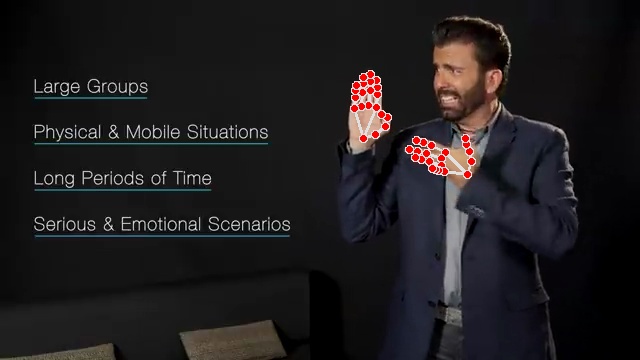 Large Groups
Physical & Mobile Situations
Long Periods of Time
Serious & Emotional Scenarios